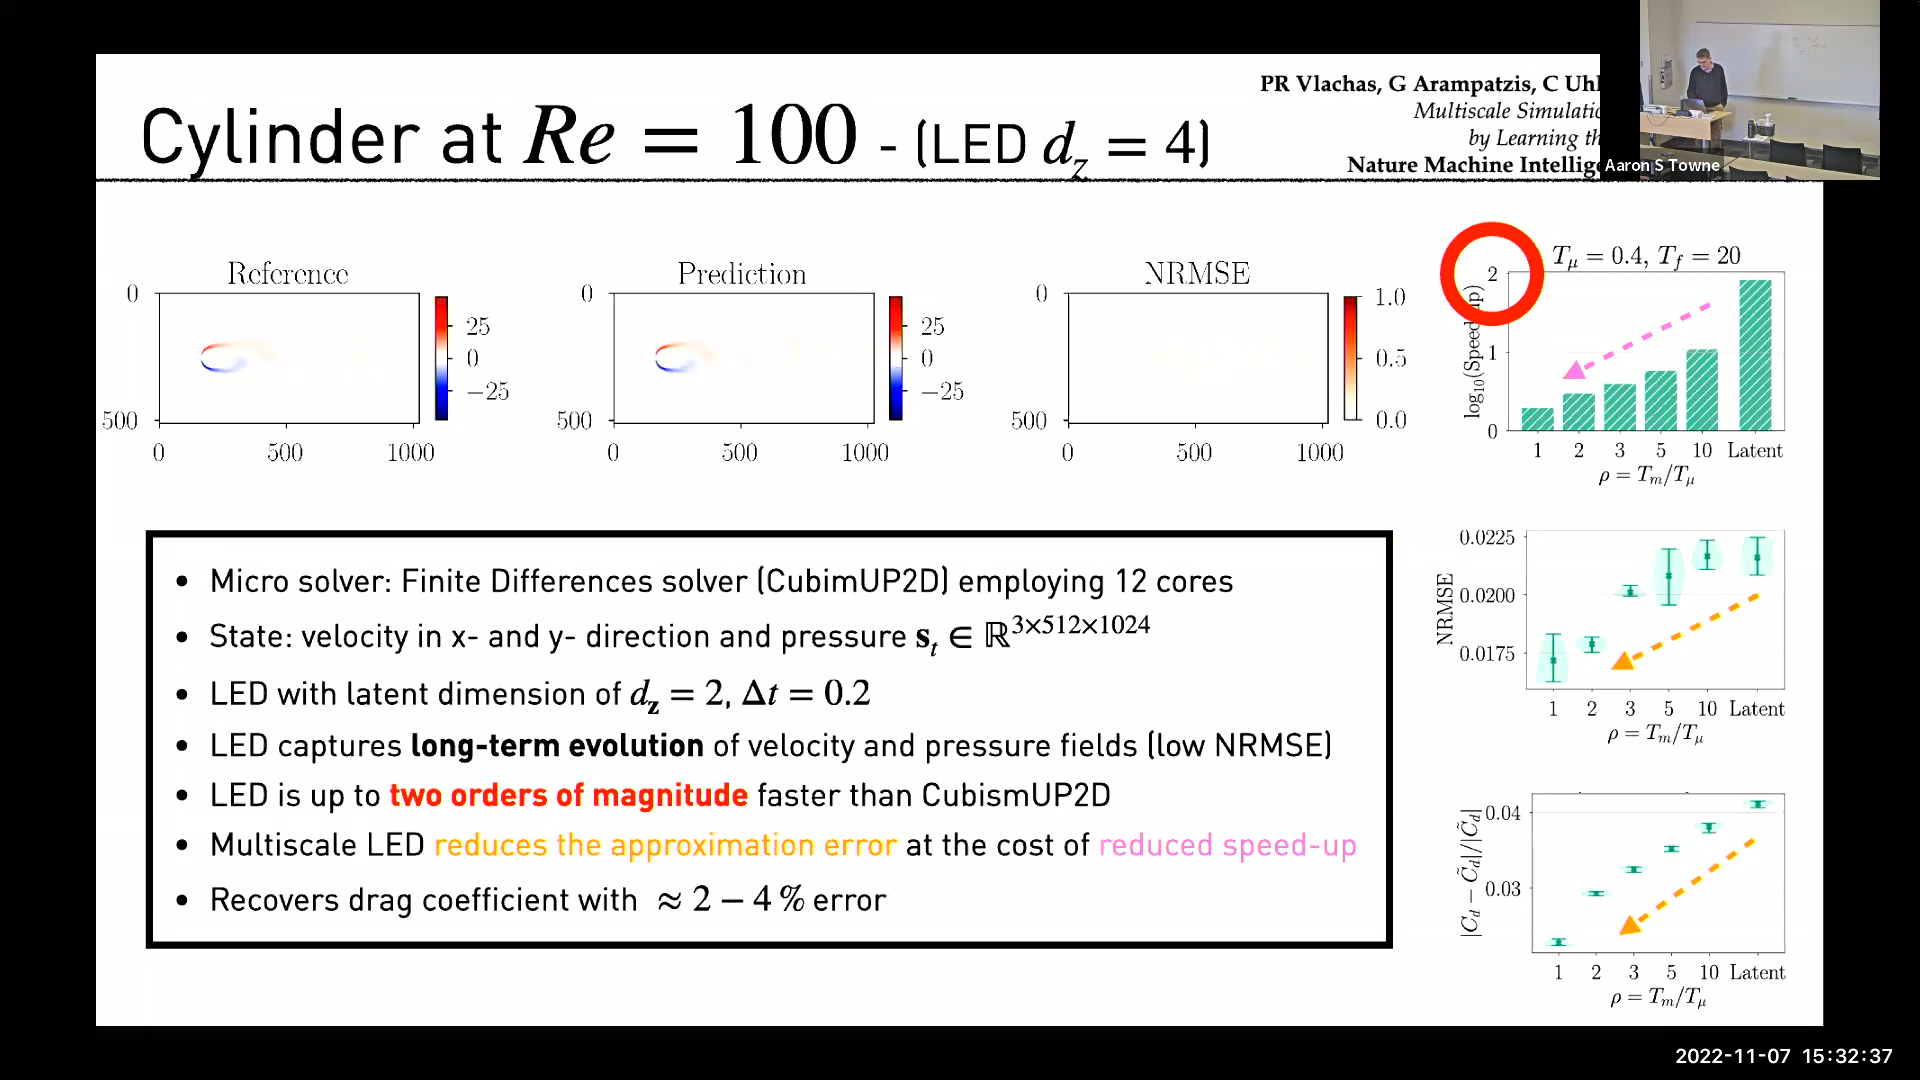 Cylinder at Re = 100 - (LED d_z = 4)
PR Vlachas, G Arampatzis, C Uhl
Multiscale Simulatio
by Learning th
Nature Machine Intellige
Aaron S Towne
Reference
0
500
0 500 1000
25
0
−25
Prediction
0
500
0 500 1000
25
0
−25
NRMSE
0
500
0 500 1000
1.0
0.5
0.0
T_μ = 0.4, T_f = 20
2
1
0
1 2 3 5 10 Latent
ρ = T_m/T_μ
• Micro solver: Finite Differences solver (CubimUP2D) employing 12 cores
• State: velocity in x- and y- direction and pressure s_t ∈ ℝ^{3×512×1024}
• LED with latent dimension of d_z = 2, Δt = 0.2
• LED captures long-term evolution of velocity and pressure fields (low NRMSE)
• LED is up to two orders of magnitude faster than CubismUP2D
• Multiscale LED reduces the approximation error at the cost of reduced speed-up
• Recovers drag coefficient with ≈ 2 − 4 % error
NRMSE
0.0225
0.0200
0.0175
1 2 3 5 10 Latent
ρ = T_m/T_μ
|C_d − C̃_d|/|C̃_d|
0.04
0.03
1 2 3 5 10 Latent
ρ = T_m/T_μ
2022-11-07 15:32:37